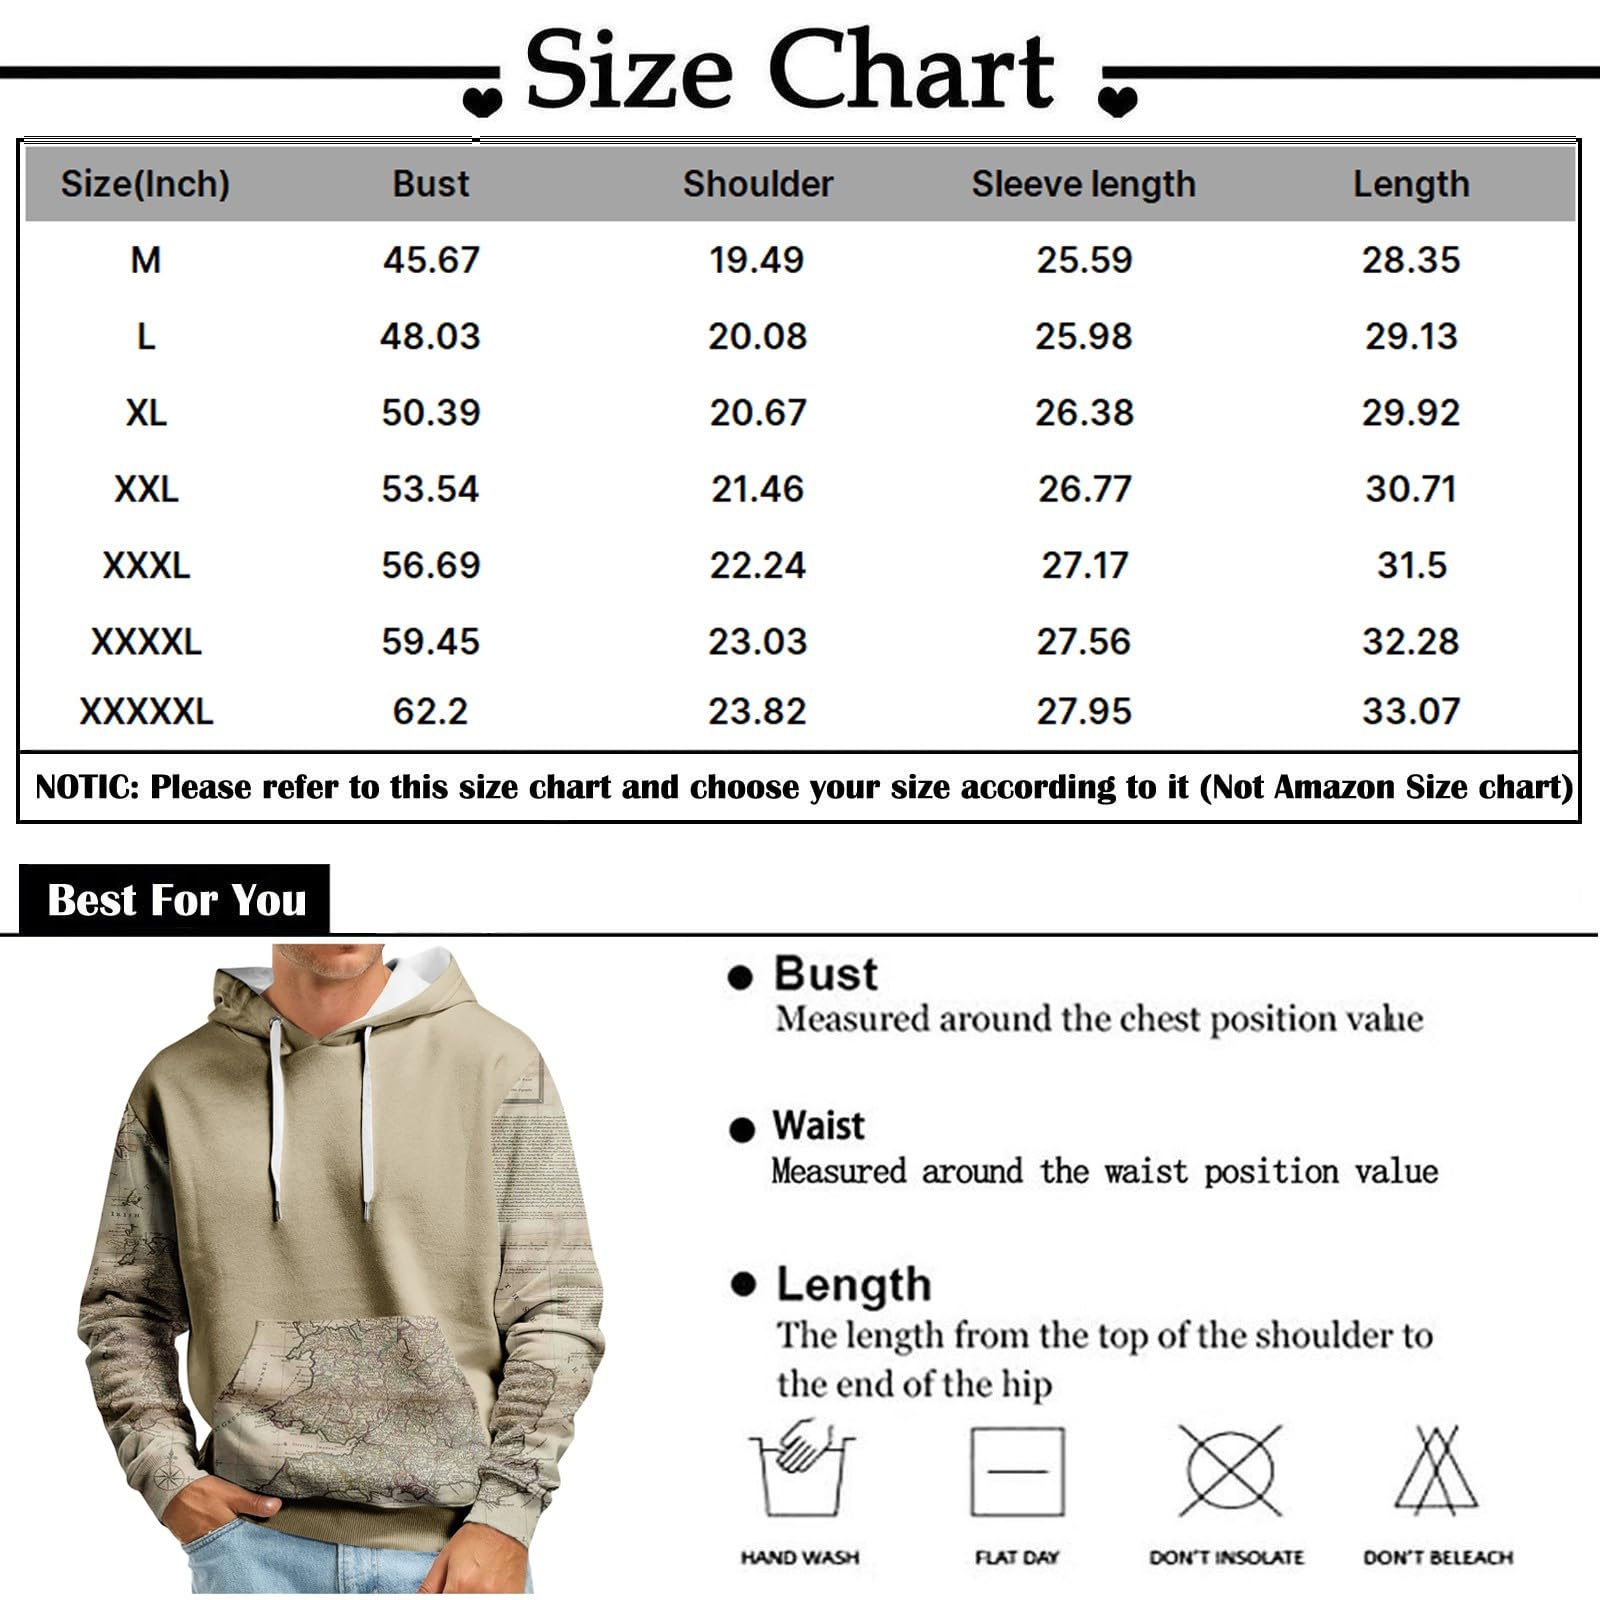 Size Chart
Size(Inch) Bust Shoulder Sleeve length Length
M 45.67 19.49 25.59 28.35
L 48.03 20.08 25.98 29.13
XL 50.39 20.67 26.38 29.92
XXL 53.54 21.46 26.77 30.71
XXXL 56.69 22.24 27.17 31.5
XXXXL 59.45 23.03 27.56 32.28
XXXXXL 62.2 23.82 27.95 33.07
NOTIC: Please refer to this size chart and choose your size according to it (Not Amazon Size chart)
Best For You
Bust
Measured around the chest position value
Waist
Measured around the waist position value
Length
The length from the top of the shoulder to
the end of the hip
HAND WASH FLAT DAY DON'T INSOLATE DON'T BELEACH